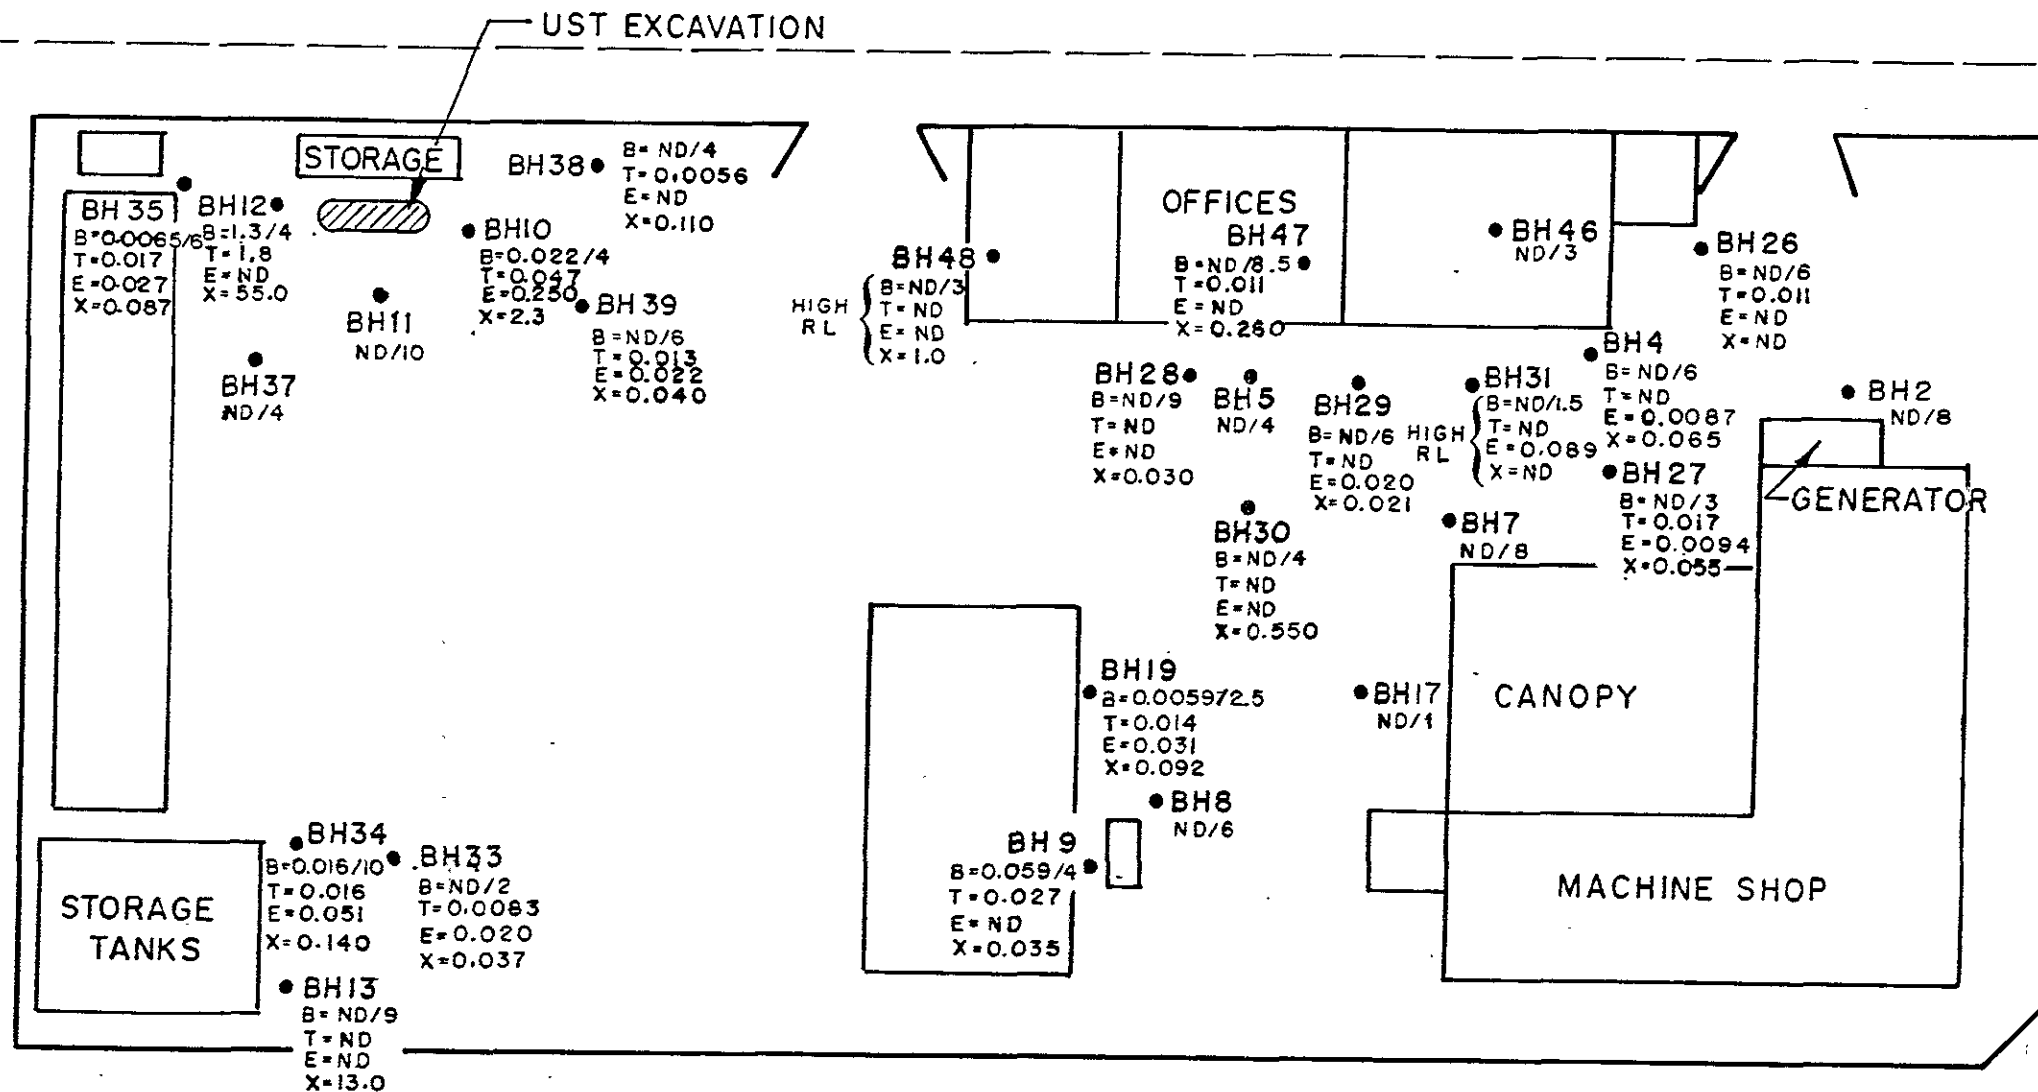 UST EXCAVATION
STORAGE
BH38
B=ND/4
T=0.0056
E=ND
X=0.110
BH35
B=0.0065/6
T=0.017
E=0.027
X=0.087
BH12
B=1.3/4
T=1.8
E=ND
X=55.0
BH10
B=0.022/4
T=0.047
E=0.250
X=2.3
BH11
ND/10
BH39
B=ND/6
T=0.013
E=0.022
X=0.040
BH37
ND/4
OFFICES
BH47
B=ND/8.5
T=0.011
E=ND
X=0.260
BH48
HIGH
RL
B=ND/3
T=ND
E=ND
X=1.0
BH46
ND/3
BH26
B=ND/6
T=0.011
E=ND
X=ND
BH28
B=ND/9
T=ND
E=ND
X=0.030
BH5
ND/4
BH29
B=ND/6
T=ND
E=0.020
X=0.021
BH31
HIGH
RL
B=ND/1.5
T=ND
E=0.089
X=ND
BH4
B=ND/6
T=ND
E=0.0087
X=0.065
BH2
ND/8
BH27
B=ND/3
T=0.017
E=0.0094
X=0.055
GENERATOR
BH7
ND/8
BH30
B=ND/4
T=ND
E=ND
X=0.550
BH19
B=0.0059/2.5
T=0.014
E=0.031
X=0.092
BH17
ND/1
CANOPY
BH8
ND/6
BH9
B=0.059/4
T=0.027
E=ND
X=0.035
MACHINE SHOP
BH34
B=0.016/10
T=0.016
E=0.051
X=0.140
BH33
B=ND/2
T=0.0083
E=0.020
X=0.037
STORAGE
TANKS
BH13
B=ND/9
T=ND
E=ND
X=13.0